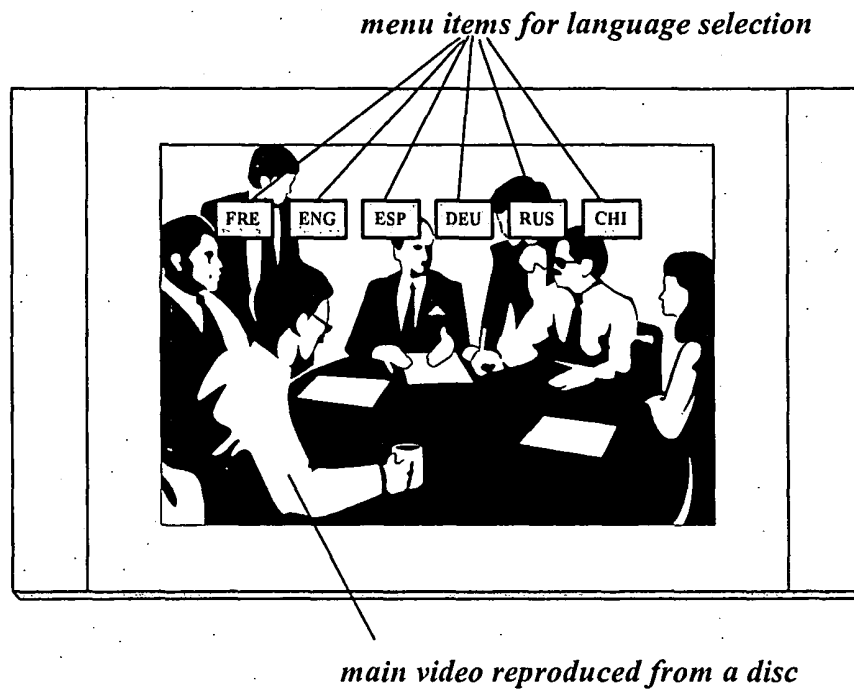 menu items for language selection
FRE ENG ESP DEU RUS CHI
main video reproduced from a disc